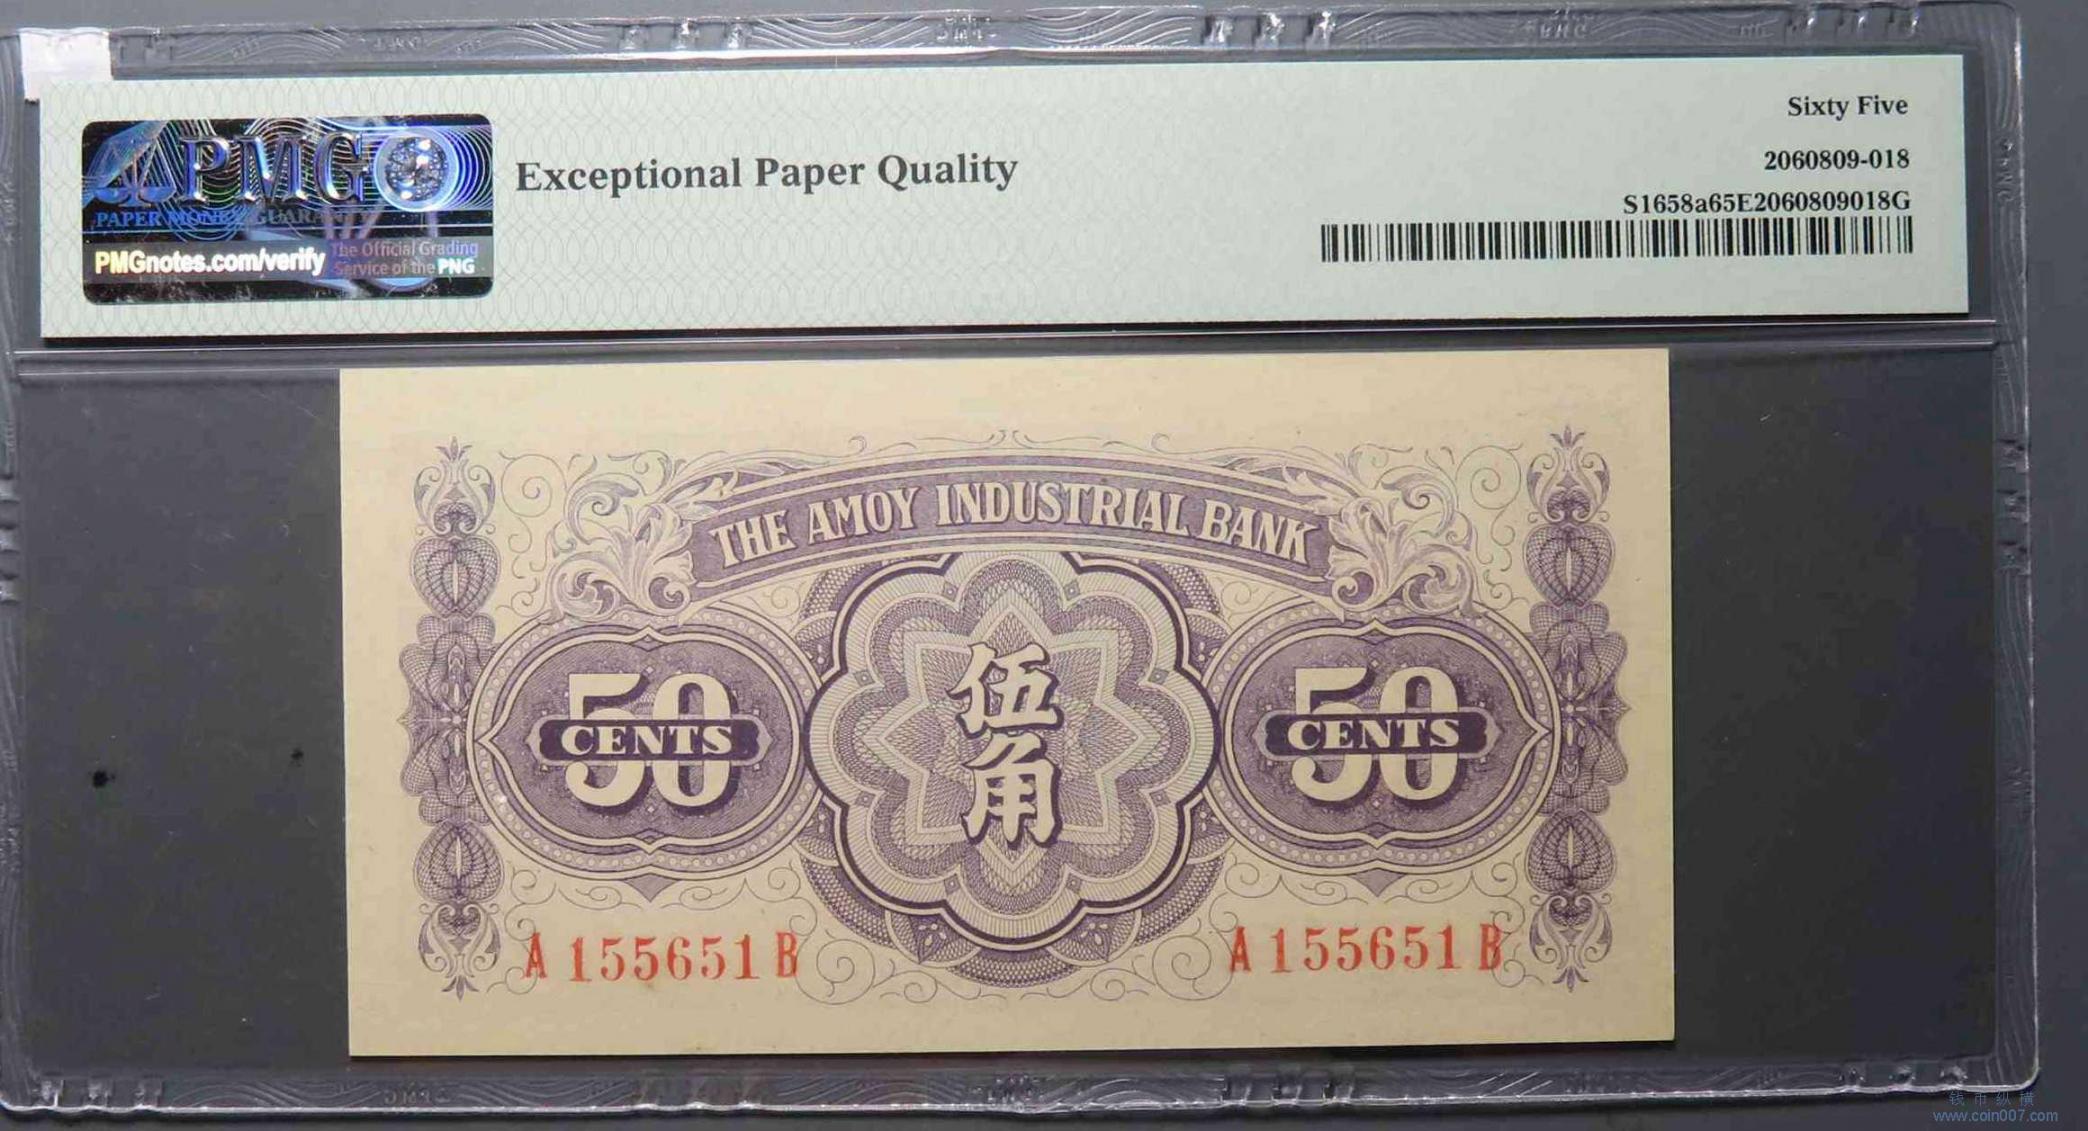 Sixty Five
2060809-018
S1658a65E2060809018G
PMG
PAPER MONEY GUARANTY
PMGnotes.com/verify
The Official Grading
Service of the PNG
Exceptional Paper Quality
THE AMOY INDUSTRIAL BANK
50
CENTS
伍角
50
CENTS
A155651B
A155651B
钱币纵横
www.coin007.com